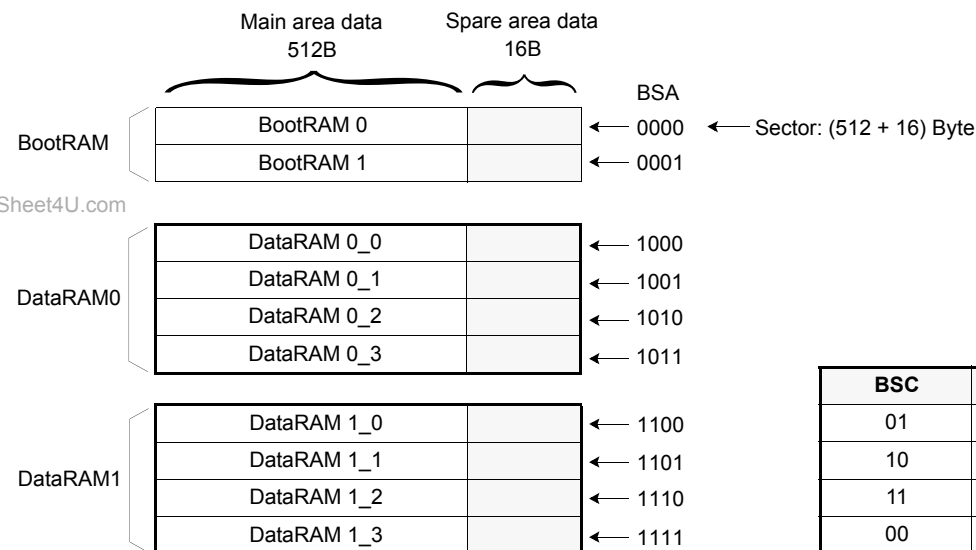 Main area data Spare area data
512B 16B
BSA
BootRAM
BootRAM 0 0000 Sector: (512 + 16) Byte
BootRAM 1 0001
Sheet4U.com
DataRAM0
DataRAM 0_0 1000
DataRAM 0_1 1001
DataRAM 0_2 1010
DataRAM 0_3 1011
DataRAM1
DataRAM 1_0 1100
DataRAM 1_1 1101
DataRAM 1_2 1110
DataRAM 1_3 1111
BSC
01
10
11
00